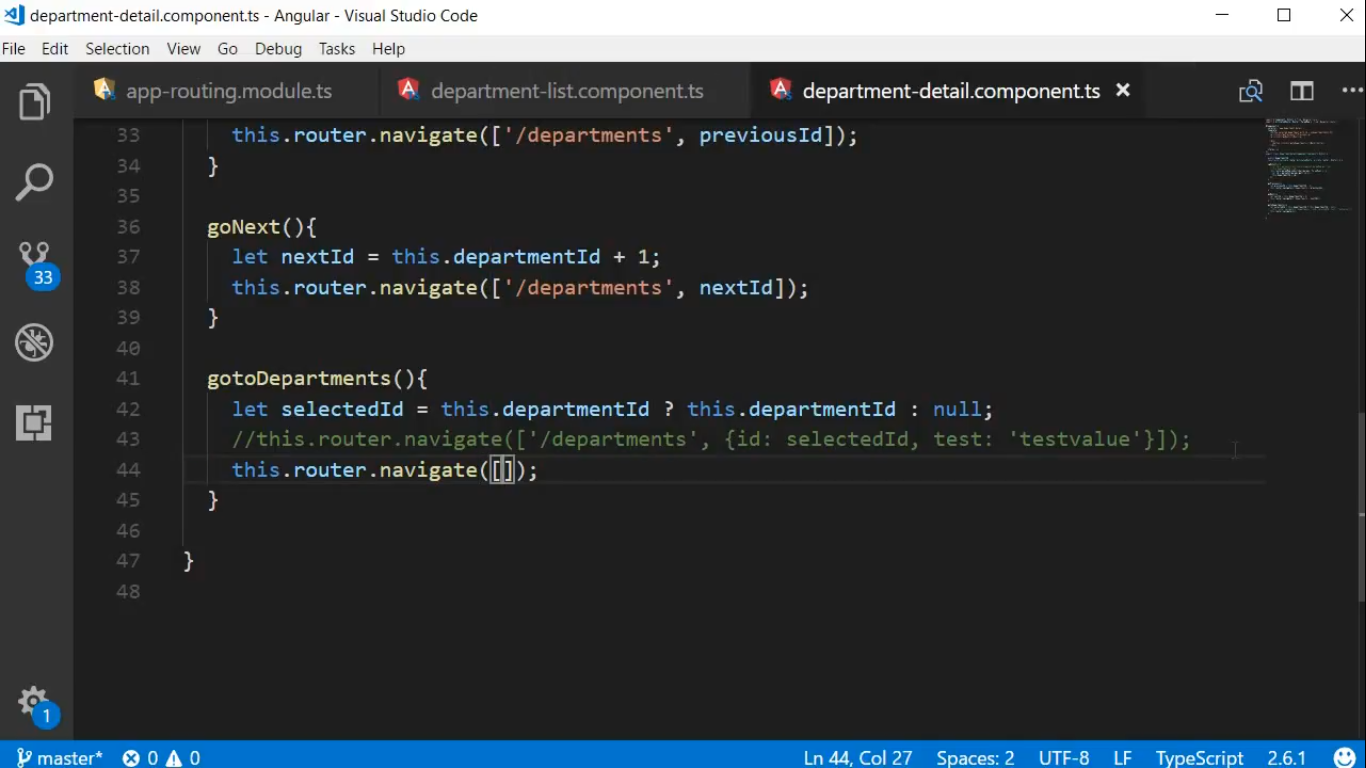 department-detail.component.ts - Angular - Visual Studio Code
File Edit Selection View Go Debug Tasks Help
app-routing.module.ts department-list.component.ts department-detail.component.ts
33 this.router.navigate(['/departments', previousId]);
34 }
35
36 goNext(){
37 let nextId = this.departmentId + 1;
38 this.router.navigate(['/departments', nextId]);
39 }
40
41 gotoDepartments(){
42 let selectedId = this.departmentId ? this.departmentId : null;
43 //this.router.navigate(['/departments', {id: selectedId, test: 'testvalue'}]);
44 this.router.navigate([]);
45 }
46
47 }
48
33
1
master* 0 0 Ln 44, Col 27 Spaces: 2 UTF-8 LF TypeScript 2.6.1